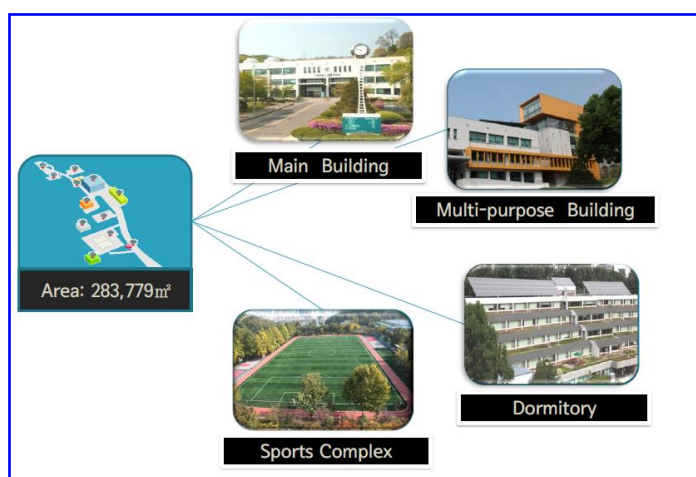 Main Building
Multi-purpose Building
Area: 283,779㎡
Dormitory
Sports Complex